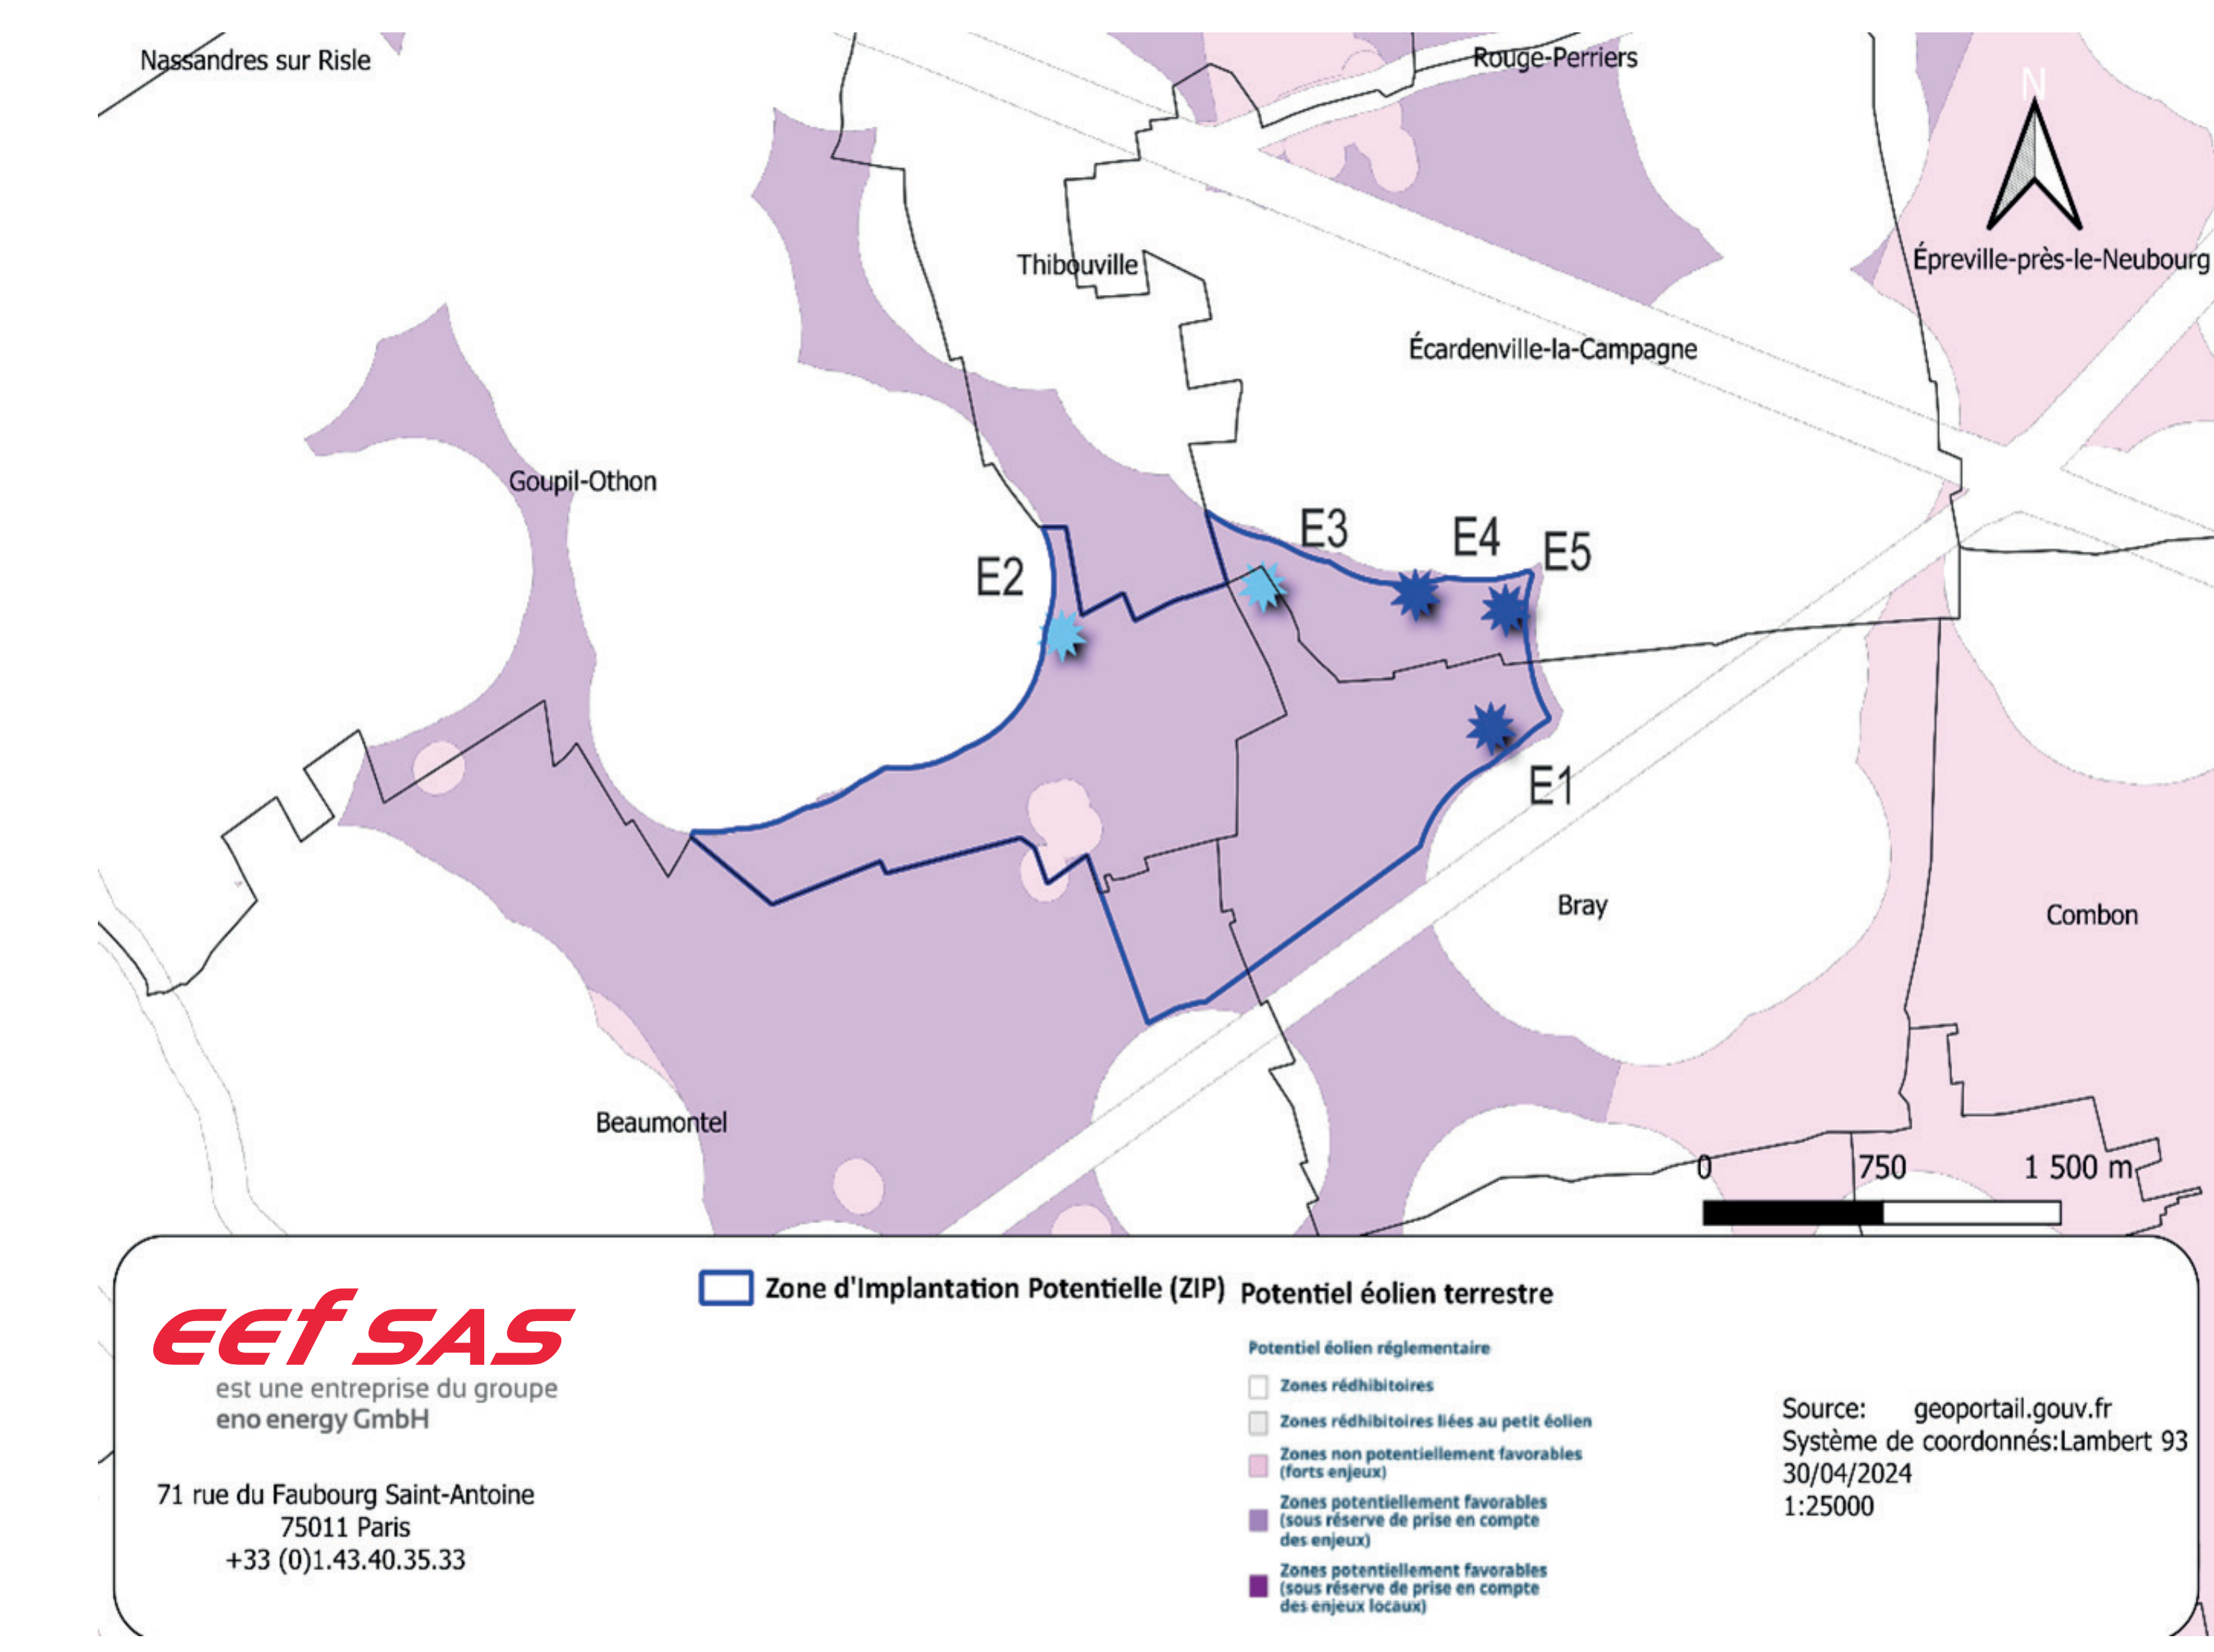 Nassandres sur Risle
Rouge-Perriers
N
Thibouville
Épreville-près-le-Neubourg
Écardenville-la-Campagne
Goupil-Othon
E3
E4
E5
E2
E1
Bray
Combon
Beaumontel
0 750 1 500 m
eef SAS
est une entreprise du groupe
eno energy GmbH
71 rue du Faubourg Saint-Antoine
75011 Paris
+33 (0)1.43.40.35.33
Zone d'Implantation Potentielle (ZIP)
Potentiel éolien terrestre
Potentiel éolien réglementaire
Zones rédhibitoires
Zones rédhibitoires liées au petit éolien
Zones non potentiellement favorables
(forts enjeux)
Zones potentiellement favorables
(sous réserve de prise en compte
des enjeux)
Zones potentiellement favorables
(sous réserve de prise en compte
des enjeux locaux)
Source: geoportail.gouv.fr
Système de coordonnés:Lambert 93
30/04/2024
1:25000